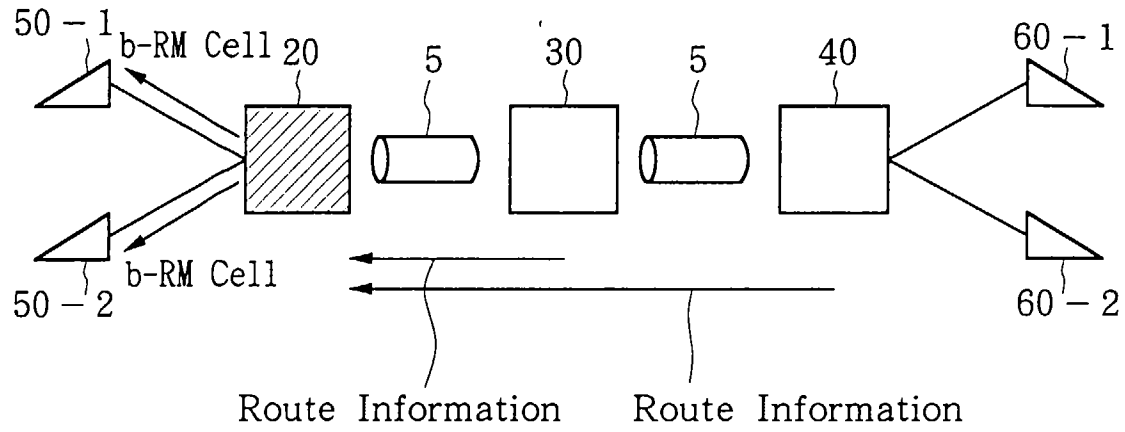 50-1
b-RM Cell
20
5
30
5
40
60-1
b-RM Cell
50-2
60-2
Route Information
Route Information